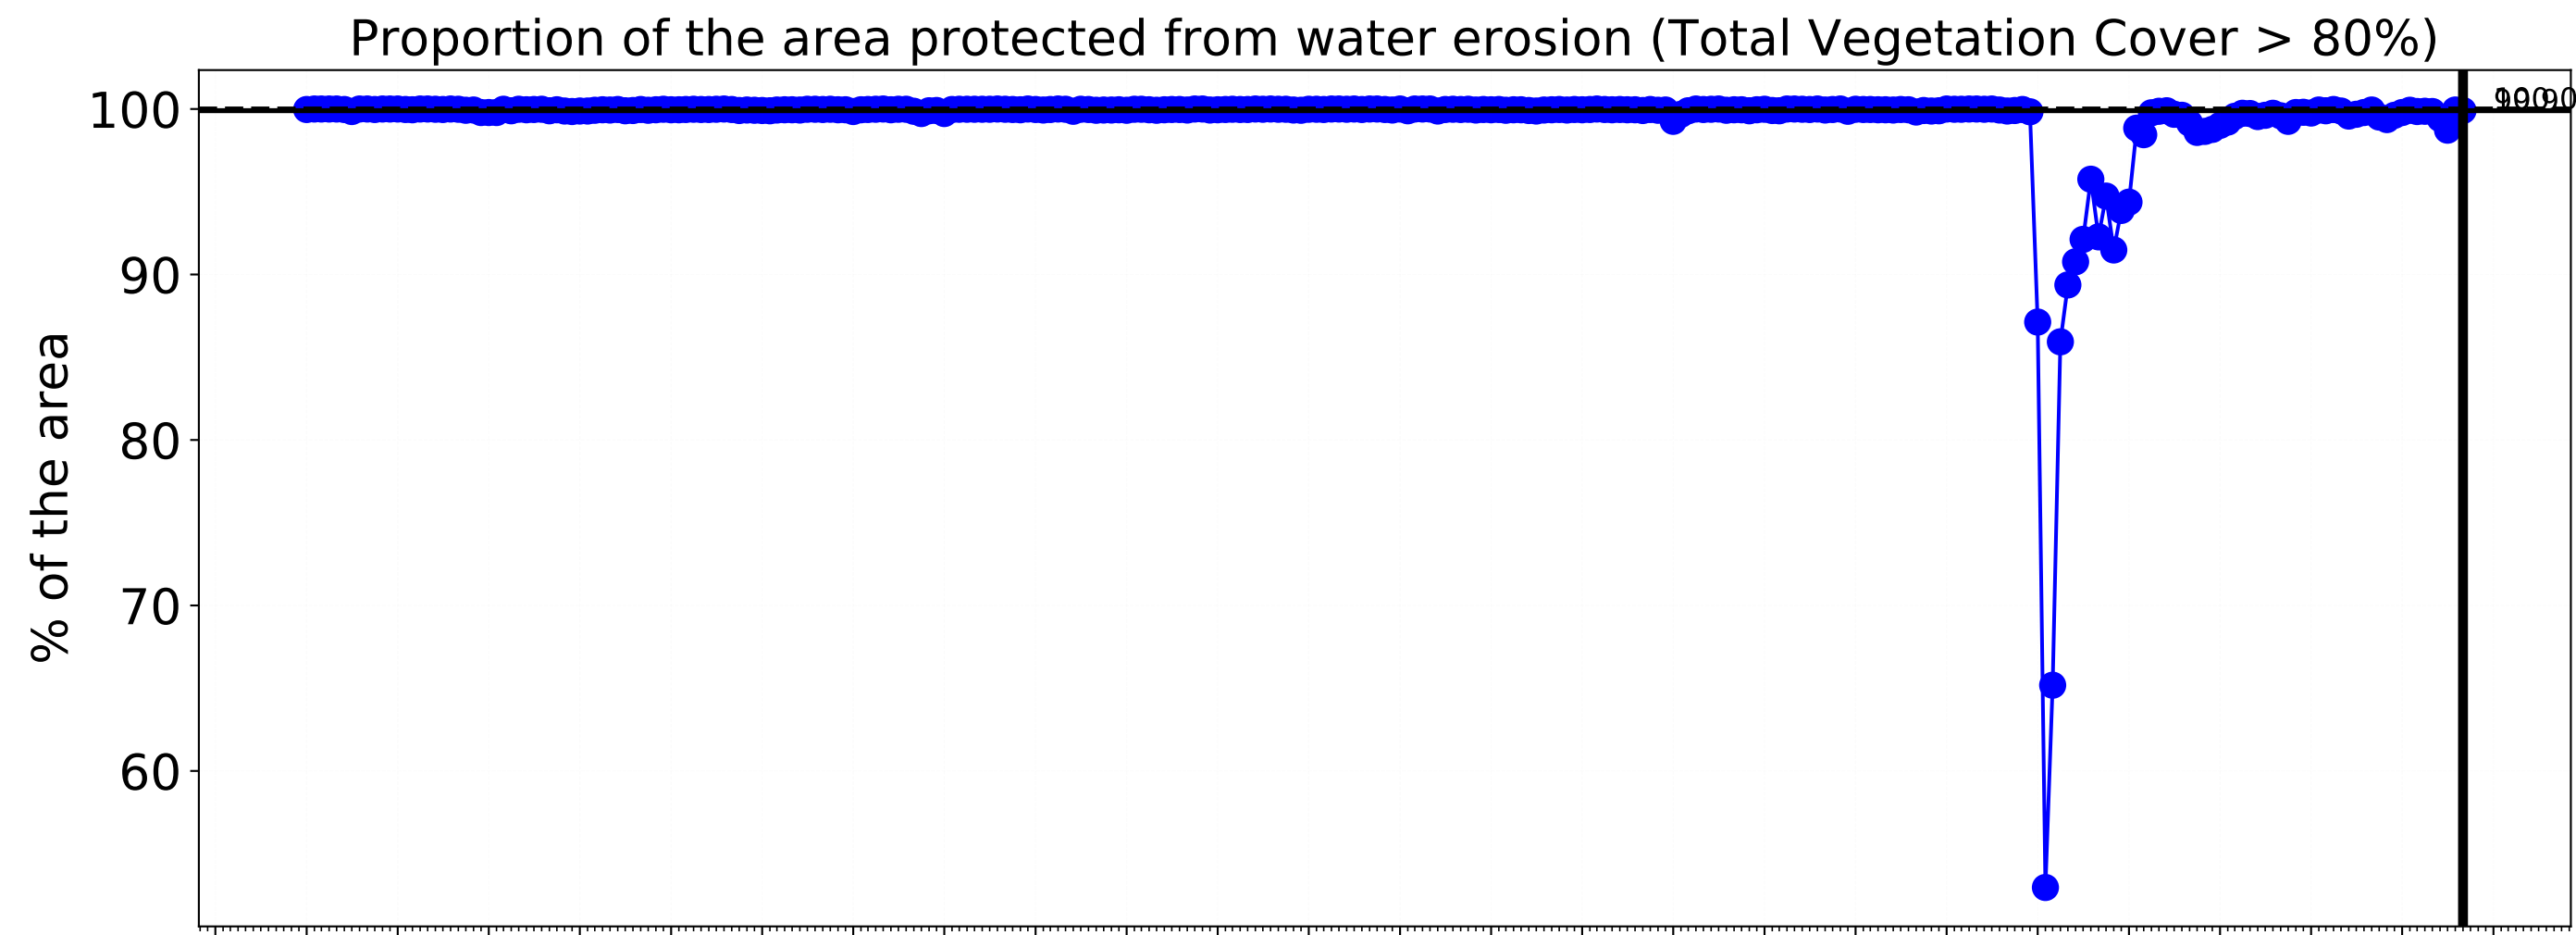 Proportion of the area protected from water erosion (Total Vegetation Cover > 80%)
% of the area
100
90
80
70
60